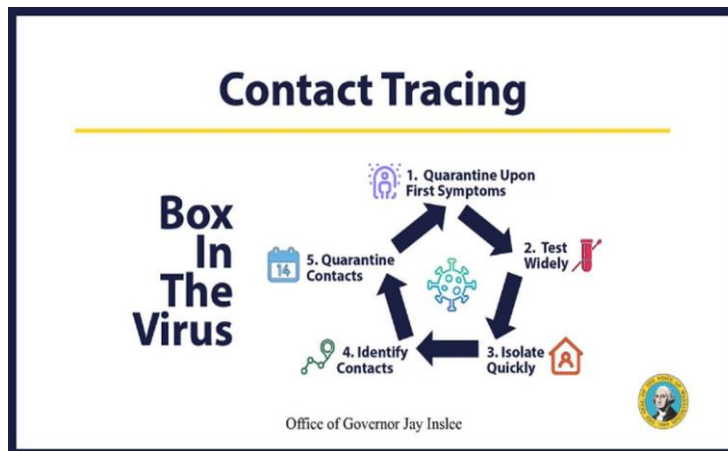 Contact Tracing
Box
In
The
Virus
1. Quarantine Upon
First Symptoms
2. Test
Widely
3. Isolate
Quickly
4. Identify
Contacts
5. Quarantine
Contacts
14
Office of Governor Jay Inslee